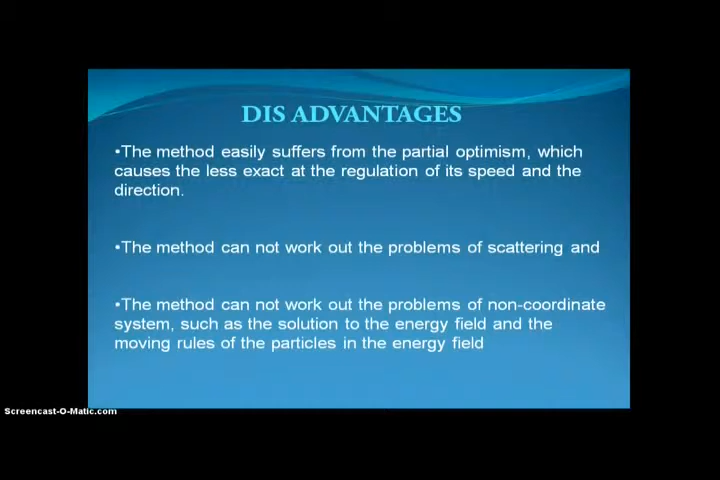 DIS ADVANTAGES
•The method easily suffers from the partial optimism, which
causes the less exact at the regulation of its speed and the
direction.
•The method can not work out the problems of scattering and
•The method can not work out the problems of non-coordinate
system, such as the solution to the energy field and the
moving rules of the particles in the energy field
Screencast-O-Matic.com